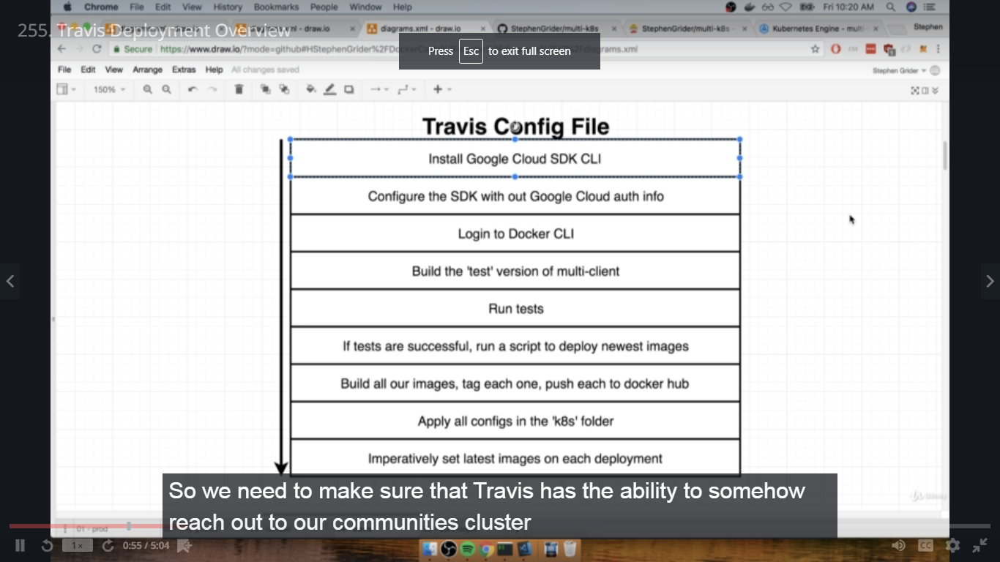 Chrome File Edit View History Bookmarks People Window Help Fri 10:20 AM
255. Travis Deployment Overview
diagrams.xml - draw.io
StephenGrider/multi-k8s
StephenGrider/multi-k8s -
Kubernetes Engine - multi-
Stephen
Press Esc to exit full screen
Secure https://www.draw.io/?mode=github#HStephenGrider%2FDocker
diagrams.xml
File Edit View Arrange Extras Help All changes saved
Stephen Grider
150%
Travis Config File
Install Google Cloud SDK CLI
Configure the SDK with out Google Cloud auth info
Login to Docker CLI
Build the 'test' version of multi-client
Run tests
If tests are successful, run a script to deploy newest images
Build all our images, tag each one, push each to docker hub
Apply all configs in the 'k8s' folder
Imperatively set latest images on each deployment
So we need to make sure that Travis has the ability to somehow
reach out to our communities cluster
01 - prod
1x 0:55 / 5:04
CC